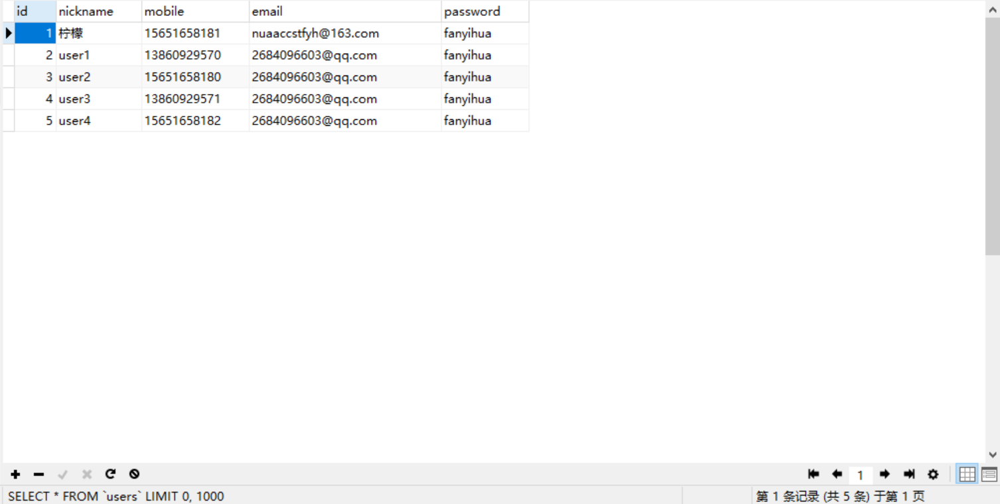 id nickname mobile email password
1 柠檬 15651658181 nuaaccstfyh@163.com fanyihua
2 user1 13860929570 2684096603@qq.com fanyihua
3 user2 15651658180 2684096603@qq.com fanyihua
4 user3 13860929571 2684096603@qq.com fanyihua
5 user4 15651658182 2684096603@qq.com fanyihua
1
SELECT * FROM `users` LIMIT 0, 1000 第 1 条记录 (共 5 条) 于第 1 页